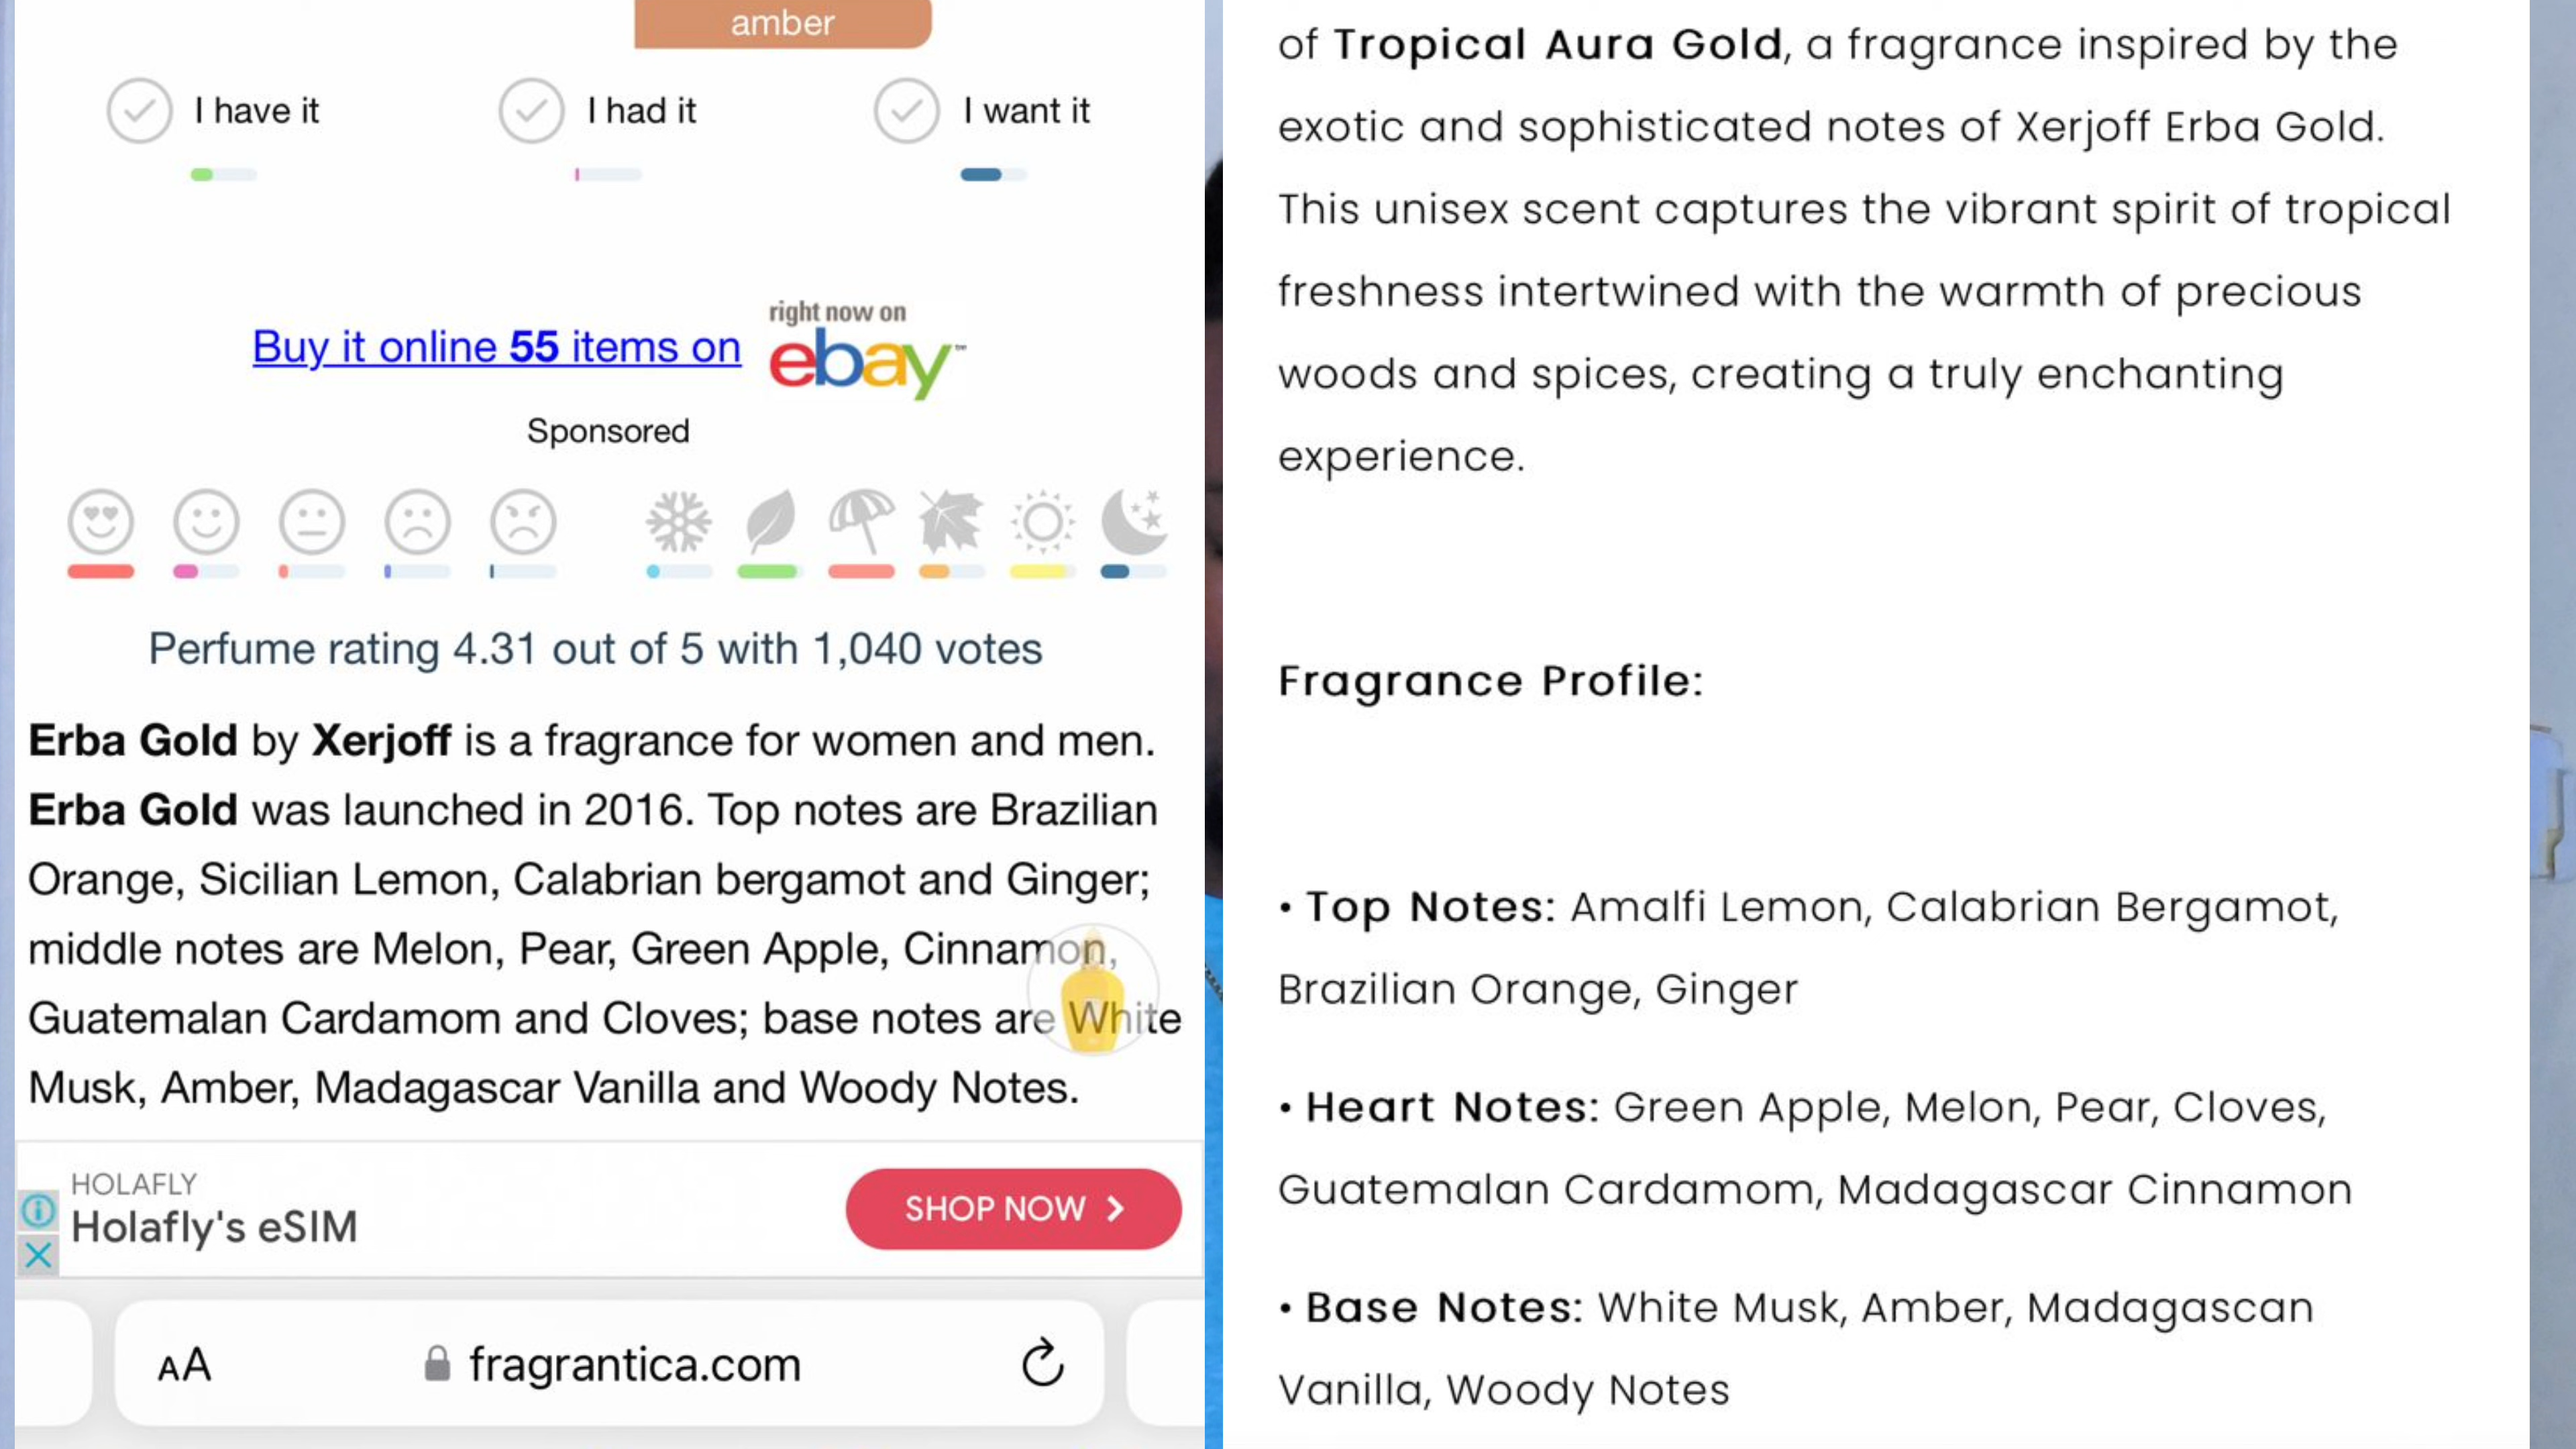 amber
I have it
I had it
I want it
Buy it online 55 items on
right now on
ebay™
Sponsored
Perfume rating 4.31 out of 5 with 1,040 votes
Erba Gold by Xerjoff is a fragrance for women and men.
Erba Gold was launched in 2016. Top notes are Brazilian
Orange, Sicilian Lemon, Calabrian bergamot and Ginger;
middle notes are Melon, Pear, Green Apple, Cinnamon,
Guatemalan Cardamom and Cloves; base notes are White
Musk, Amber, Madagascar Vanilla and Woody Notes.
HOLAFLY
Holafly's eSIM
SHOP NOW
AA
fragrantica.com
of Tropical Aura Gold, a fragrance inspired by the
exotic and sophisticated notes of Xerjoff Erba Gold.
This unisex scent captures the vibrant spirit of tropical
freshness intertwined with the warmth of precious
woods and spices, creating a truly enchanting
experience.
Fragrance Profile:
• Top Notes: Amalfi Lemon, Calabrian Bergamot,
Brazilian Orange, Ginger
• Heart Notes: Green Apple, Melon, Pear, Cloves,
Guatemalan Cardamom, Madagascar Cinnamon
• Base Notes: White Musk, Amber, Madagascan
Vanilla, Woody Notes